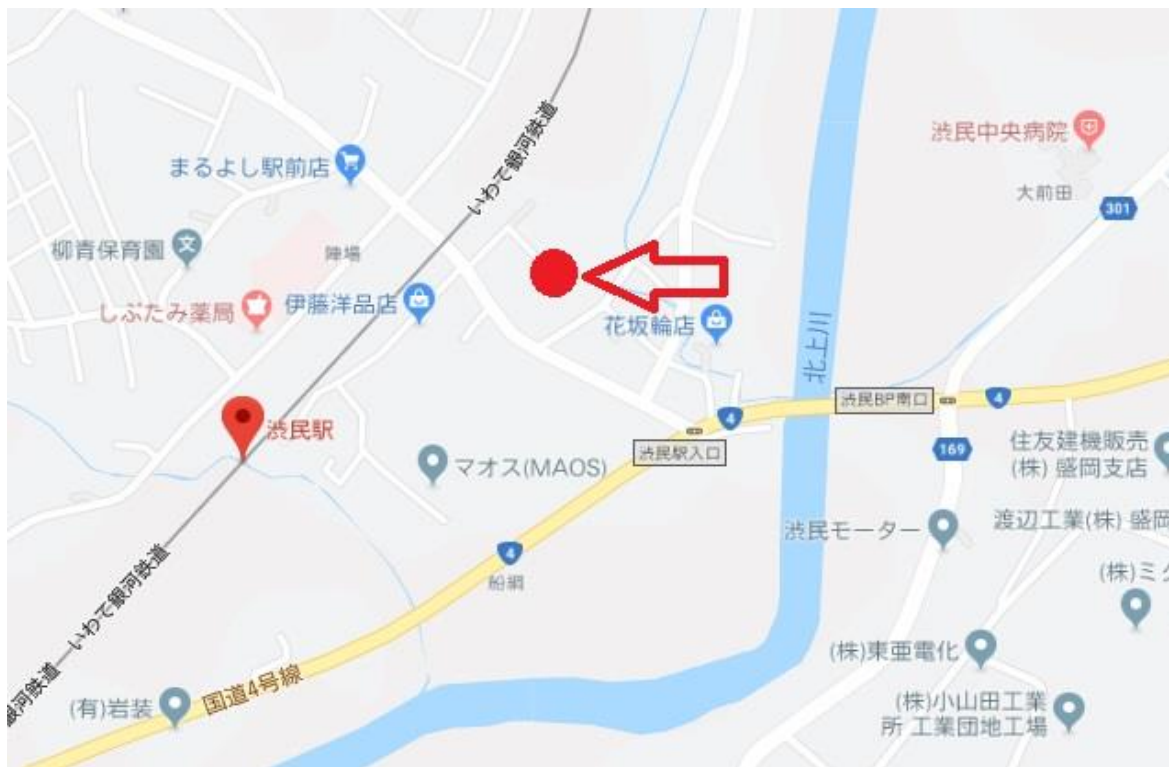 いわて銀河鉄道
渋民中央病院
まるよし駅前店
大前田
301
柳青保育園
陣場
しぶたみ薬局
伊藤洋品店
花坂輪店
北上川
渋民BP南口
4
4
渋民駅
渋民駅入口
169
住友建機販売
(株) 盛岡支店
マオス(MAOS)
渋民モーター
渡辺工業(株) 盛岡
4
船綱
(株)ミク
いわて銀河鉄道
(株)東亜電化
銀河鉄道
国道4号線
(有)岩装
(株)小山田工業
所 工業団地工場